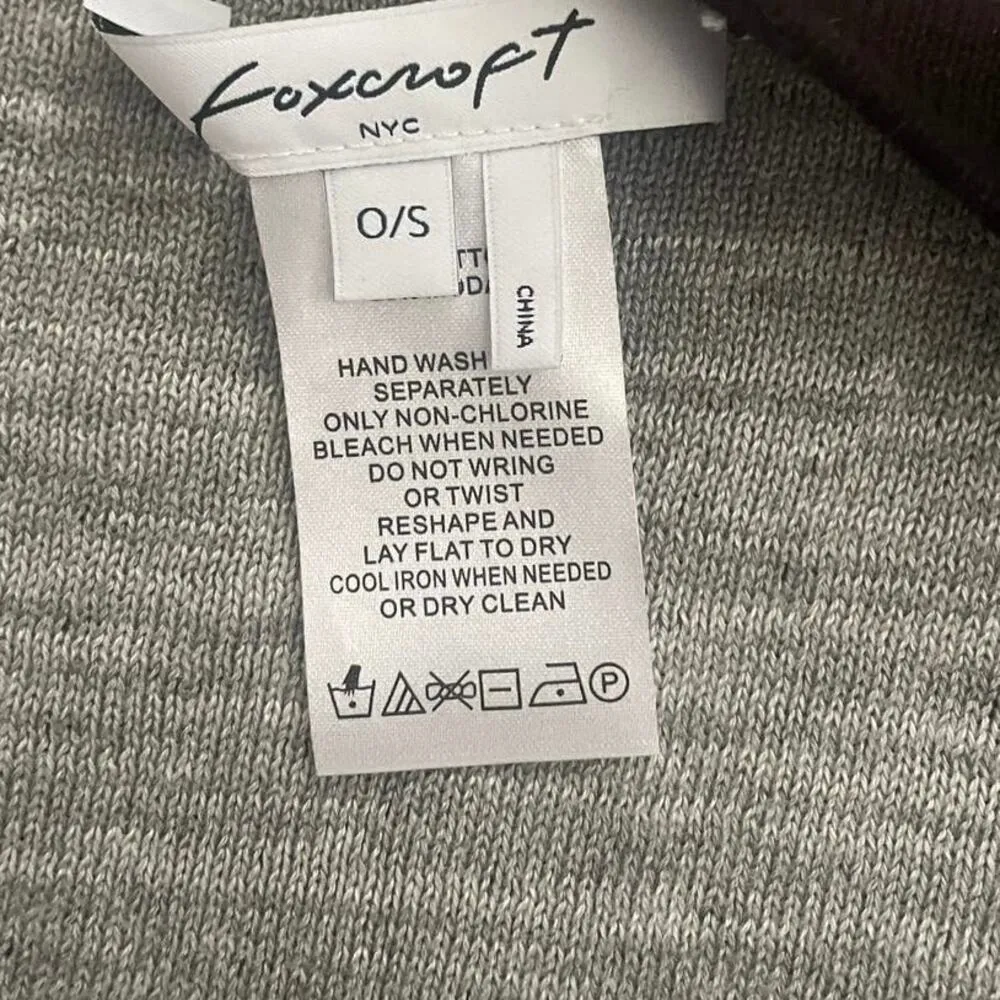 Foxcroft
NYC
O/S
CHINA
HAND WASH
SEPARATELY
ONLY NON-CHLORINE
BLEACH WHEN NEEDED
DO NOT WRING
OR TWIST
RESHAPE AND
LAY FLAT TO DRY
COOL IRON WHEN NEEDED
OR DRY CLEAN
P